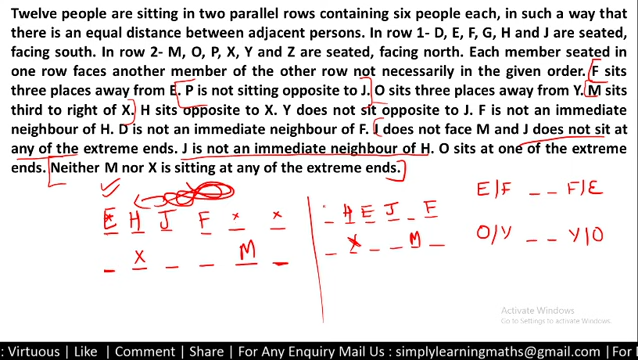 Twelve people are sitting in two parallel rows containing six people each, in such a way that
there is an equal distance between adjacent persons. In row 1- D, E, F, G, H and J are seated,
facing south. In row 2- M, O, P, X, Y and Z are seated, facing north. Each member seated in
one row faces another member of the other row not necessarily in the given order. F sits
three places away from E. P is not sitting opposite to J. O sits three places away from Y. M sits
third to right of X. H sits opposite to X. Y does not sit opposite to J. F is not an immediate
neighbour of H. D is not an immediate neighbour of F. J does not face M and J does not sit at
any of the extreme ends. J is not an immediate neighbour of H. O sits at one of the extreme
ends. Neither M nor X is sitting at any of the extreme ends.
E/F _ _ F/E
E H J F × × _ H E J _ F
O/Y _ _ Y/O
_ X _ _ M _ _ X _ _ M _
Activate Windows
Go to Settings to activate Windows.
: Virtuous | Like | Comment | Share | For Any Enquiry Mail Us : simplylearningmaths@gmail.com | For